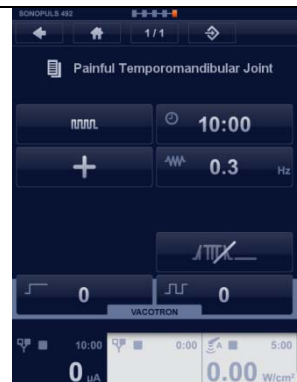 SONOPULS 492
1/1
Painful Temporomandibular Joint
10:00
0.3 Hz
0 0
VACOTRON
10:00 0:00 A 5:00
0 µA 0.00 W/cm²